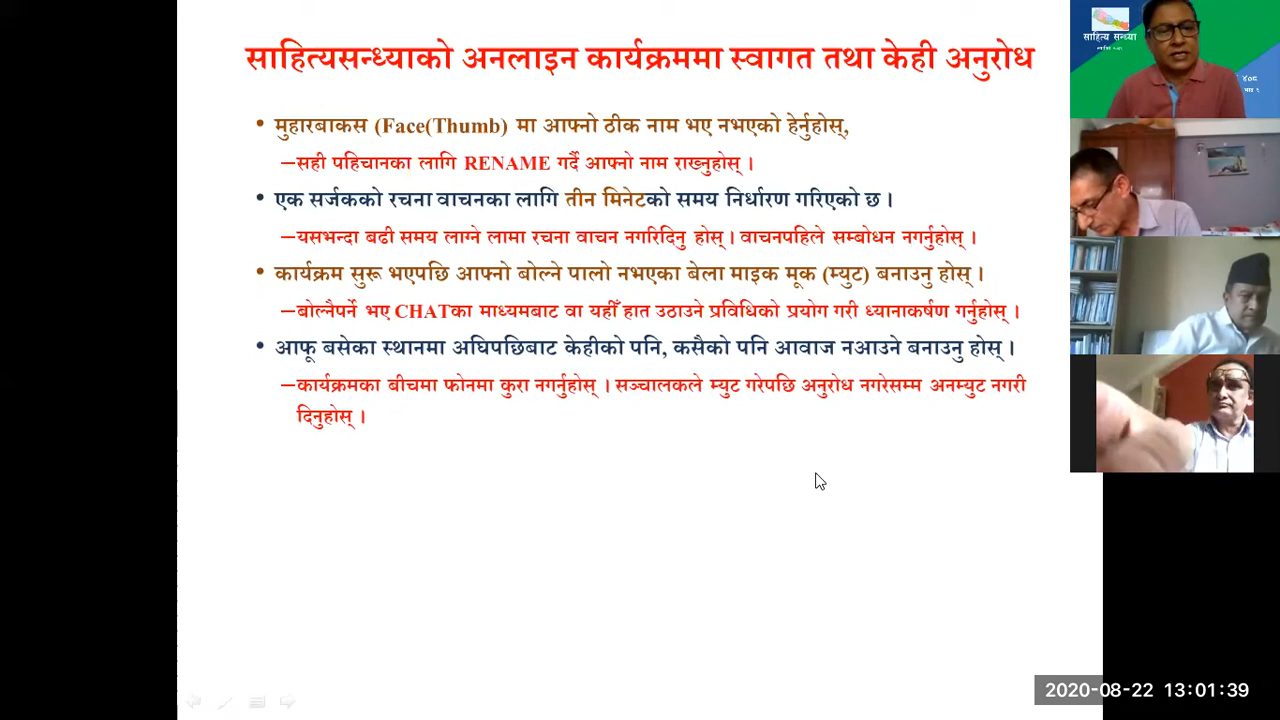 साहित्यसन्ध्याको अनलाइन कार्यक्रममा स्वागत तथा केही अनुरोध
• मुहारबाकस (Face(Thumb) मा आफ्नो ठीक नाम भए नभएको हेर्नुहोस्,
–सही पहिचानका लागि RENAME गर्दै आफ्नो नाम राख्नुहोस् ।
• एक सर्जकको रचना वाचनका लागि तीन मिनेटको समय निर्धारण गरिएको छ ।
–यसभन्दा बढी समय लाग्ने लामा रचना वाचन नगरिदिनु होस् । वाचनपहिले सम्बोधन नगर्नुहोस् ।
• कार्यक्रम सुरू भएपछि आफ्नो बोल्ने पालो नभएका बेला माइक मूक (म्युट) बनाउनु होस् ।
–बोल्नैपर्ने भए CHATका माध्यमबाट वा यहीँ हात उठाउने प्रविधिको प्रयोग गरी ध्यानाकर्षण गर्नुहोस् ।
• आफू बसेका स्थानमा अघिपछिबाट केहीको पनि, कसैको पनि आवाज नआउने बनाउनु होस् ।
–कार्यक्रमका बीचमा फोनमा कुरा नगर्नुहोस् । सञ्चालकले म्युट गरेपछि अनुरोध नगरेसम्म अनम्युट नगरी
दिनुहोस् ।
साहित्य सन्ध्या
४०८
2020-08-22 13:01:39